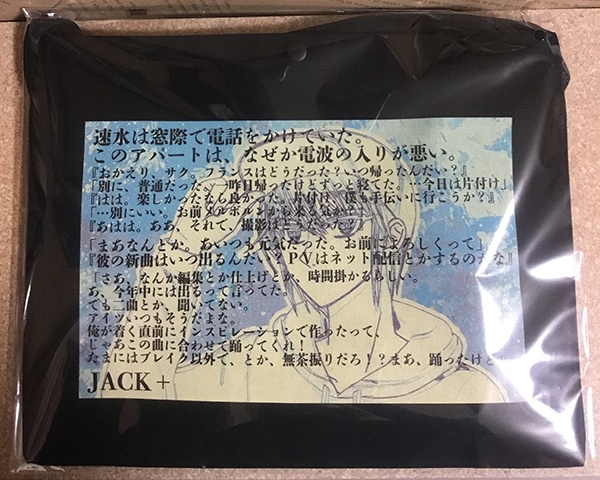 速水は窓際で電話をかけていた。
このアパートは、なぜか電波の入りが悪い。
『おかえり、サク。フランスはどうだった?いつ帰ったんだい?』
「別に、普通だった。一昨日帰ったけどずっと寝てた。…今日は片付け」
『はは。楽しかったなら良かった。片付け、僕も手伝いに行こうか?』
「…別にいい。お前メルボルンから来る気か?」
『あはは。ああ、それで、撮影はどうだった?』
「まあなんとか。あいつも元気だった。お前によろしくって」
『彼の新曲はいつ出るんだい?PVはネット配信とかするのかな』
「さあ、なんか編集とか仕上げとか、時間掛かるらしい。
あ、今年中には出るって言ってた。
でも二曲とか、聞いてない。
アイツいつもそうだよな。
俺が着く直前にインスピレーションで作ったって、
じゃあこの曲に合わせて踊ってくれ!
たまにはブレイク以外で、とか、無茶振りだろ!?まあ、踊ったけど
JACK+